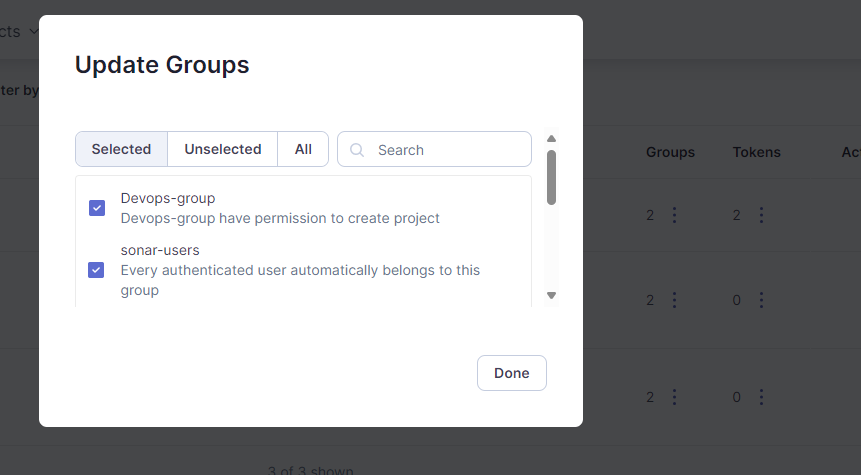 Update Groups
cts
ter by
Selected Unselected All Search
Groups Tokens Ac
Devops-group
Devops-group have permission to create project
2 2
sonar-users
Every authenticated user automatically belongs to this
group
2 0
Done
2 0
3 of 3 shown